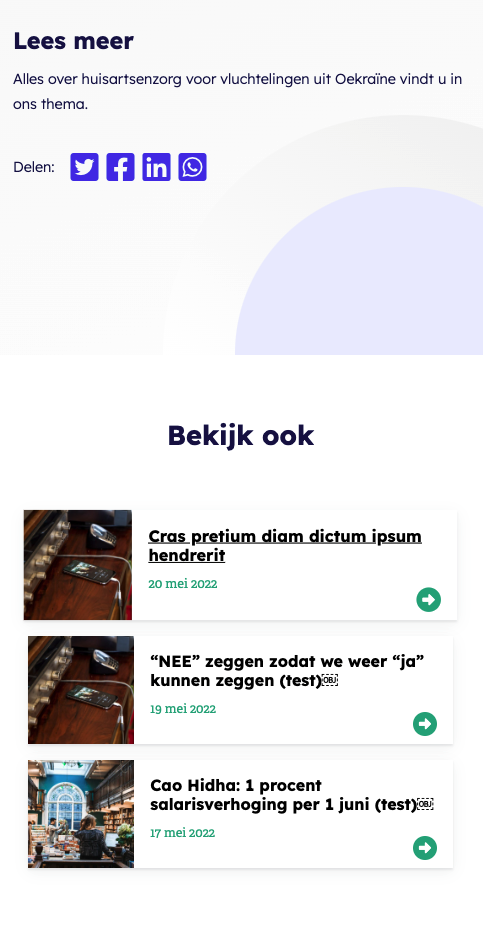 Lees meer
Alles over huisartsenzorg voor vluchtelingen uit Oekraïne vindt u in
ons thema.
Delen:
Bekijk ook
Cras pretium diam dictum ipsum
hendrerit
20 mei 2022
“NEE” zeggen zodat we weer “ja”
kunnen zeggen (test)￼
19 mei 2022
Cao Hidha: 1 procent
salarisverhoging per 1 juni (test)￼
17 mei 2022